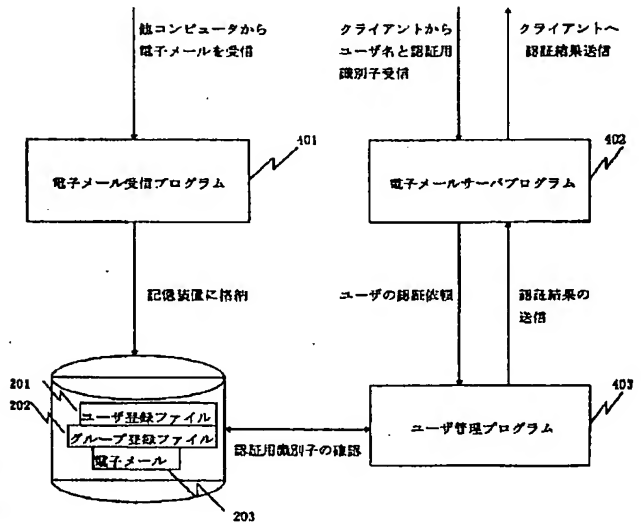 他コンピュータから
電子メールを受信
クライアントから
ユーザ名と認証用
識別子受信
クライアントへ
認証結果送信
401
電子メール受信プログラム
402
電子メールサーバプログラム
記憶装置に格納
ユーザの認証依頼
認証結果の
送信
201
202
ユーザ登録ファイル
グループ登録ファイル
電子メール
203
認証用識別子の確認
403
ユーザ管理プログラム